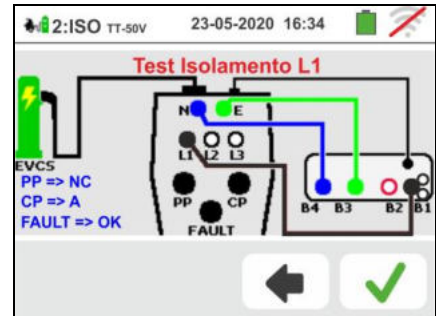 2:ISO TT-50V 23-05-2020 16:34
Test Isolamento L1
N E
L1 L2 L3
EVCS
PP => NC
CP => A
FAULT => OK
PP CP
FAULT
B4 B3 B2 B1